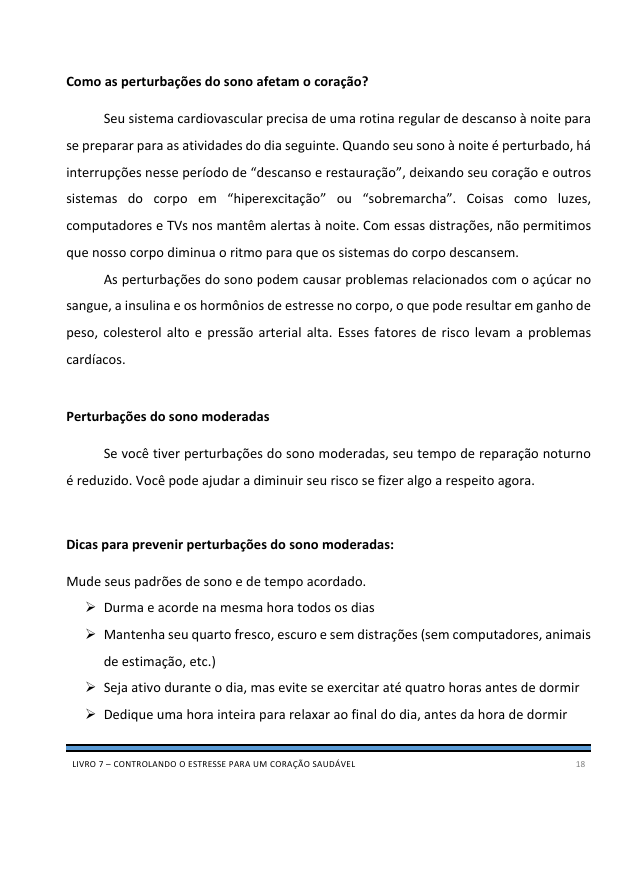 Como as perturbações do sono afetam o coração?
Seu sistema cardiovascular precisa de uma rotina regular de descanso à noite para
se preparar para as atividades do dia seguinte. Quando seu sono à noite é perturbado, há
interrupções nesse período de “descanso e restauração”, deixando seu coração e outros
sistemas do corpo em “hiperexcitação” ou “sobremarcha”. Coisas como luzes,
computadores e TVs nos mantêm alertas à noite. Com essas distrações, não permitimos
que nosso corpo diminua o ritmo para que os sistemas do corpo descansem.
As perturbações do sono podem causar problemas relacionados com o açúcar no
sangue, a insulina e os hormônios de estresse no corpo, o que pode resultar em ganho de
peso, colesterol alto e pressão arterial alta. Esses fatores de risco levam a problemas
cardíacos.
Perturbações do sono moderadas
Se você tiver perturbações do sono moderadas, seu tempo de reparação noturno
é reduzido. Você pode ajudar a diminuir seu risco se fizer algo a respeito agora.
Dicas para prevenir perturbações do sono moderadas:
Mude seus padrões de sono e de tempo acordado.
➢ Durma e acorde na mesma hora todos os dias
➢ Mantenha seu quarto fresco, escuro e sem distrações (sem computadores, animais
de estimação, etc.)
➢ Seja ativo durante o dia, mas evite se exercitar até quatro horas antes de dormir
➢ Dedique uma hora inteira para relaxar ao final do dia, antes da hora de dormir
LIVRO 7 – CONTROLANDO O ESTRESSE PARA UM CORAÇÃO SAUDÁVEL 18